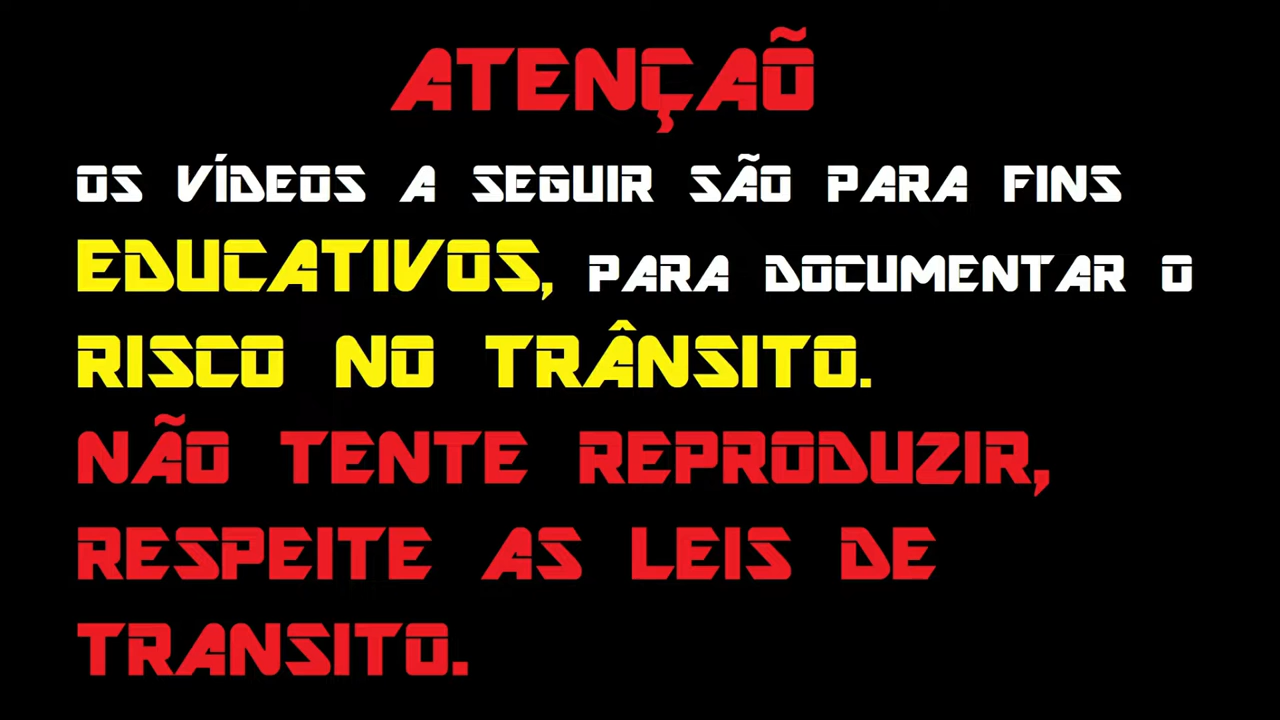 ATENÇAÕ
OS VÍDEOS A SEGUIR SÃO PARA FINS
EDUCATIVOS, PARA DOCUMENTAR O
RISCO NO TRÂNSITO.
NÃO TENTE REPRODUZIR,
RESPEITE AS LEIS DE
TRANSITO.